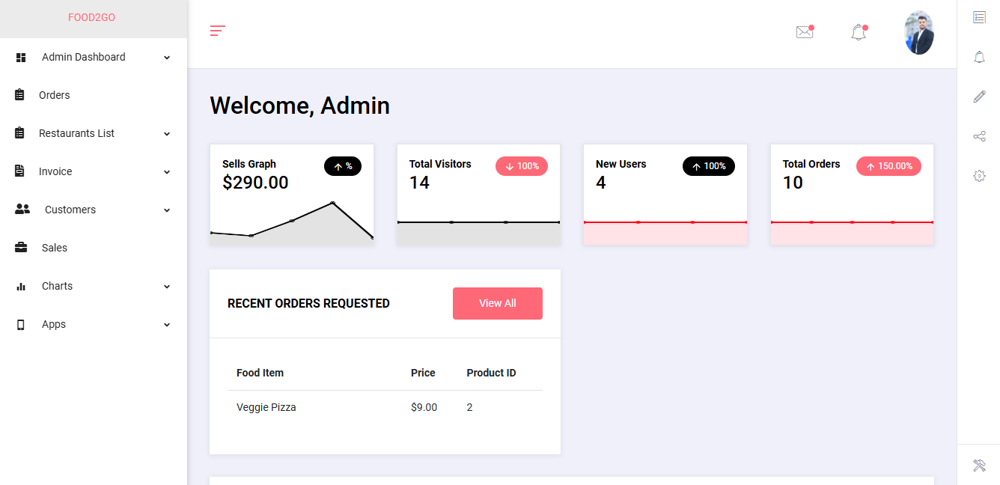 FOOD2GO
Admin Dashboard
Orders
Restaurants List
Invoice
Customers
Sales
Charts
Apps
Welcome, Admin
Sells Graph
%
$290.00
Total Visitors
100%
14
New Users
100%
4
Total Orders
150.00%
10
RECENT ORDERS REQUESTED
View All
Food Item Price Product ID
Veggie Pizza $9.00 2